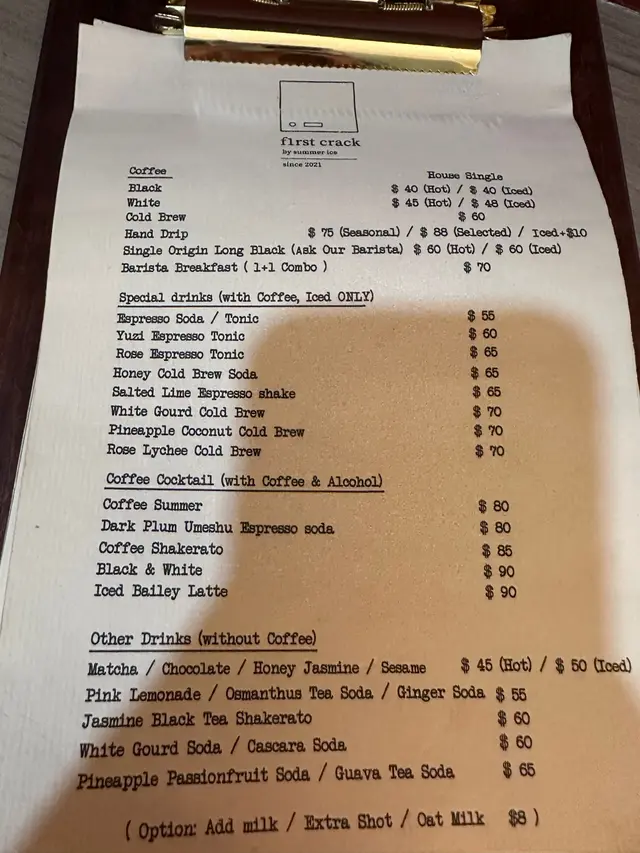 f1rst crack
by summer ice
since 2021
Coffee House Single
Black $ 40 (Hot) / $ 40 (Iced)
White $ 45 (Hot) / $ 48 (Iced)
Cold Brew $ 60
Hand Drip $ 75 (Seasonal) / $ 88 (Selected) / Iced+$10
Single Origin Long Black (Ask Our Barista) $ 60 (Hot) / $ 60 (Iced)
Barista Breakfast ( 1+1 Combo ) $ 70
Special drinks (with Coffee, Iced ONLY)
Espresso Soda / Tonic $ 55
Yuzi Espresso Tonic $ 60
Rose Espresso Tonic $ 65
Honey Cold Brew Soda $ 65
Salted Lime Espresso shake $ 65
White Gourd Cold Brew $ 70
Pineapple Coconut Cold Brew $ 70
Rose Lychee Cold Brew $ 70
Coffee Cocktail (with Coffee & Alcohol)
Coffee Summer $ 80
Dark Plum Umeshu Espresso soda $ 80
Coffee Shakerato $ 85
Black & White $ 90
Iced Bailey Latte $ 90
Other Drinks (without Coffee)
Matcha / Chocolate / Honey Jasmine / Sesame $ 45 (Hot) / $ 50 (Iced)
Pink Lemonade / Osmanthus Tea Soda / Ginger Soda $ 55
Jasmine Black Tea Shakerato $ 60
White Gourd Soda / Cascara Soda $ 60
Pineapple Passionfruit Soda / Guava Tea Soda $ 65
( Option: Add milk / Extra Shot / Oat Milk $8 )